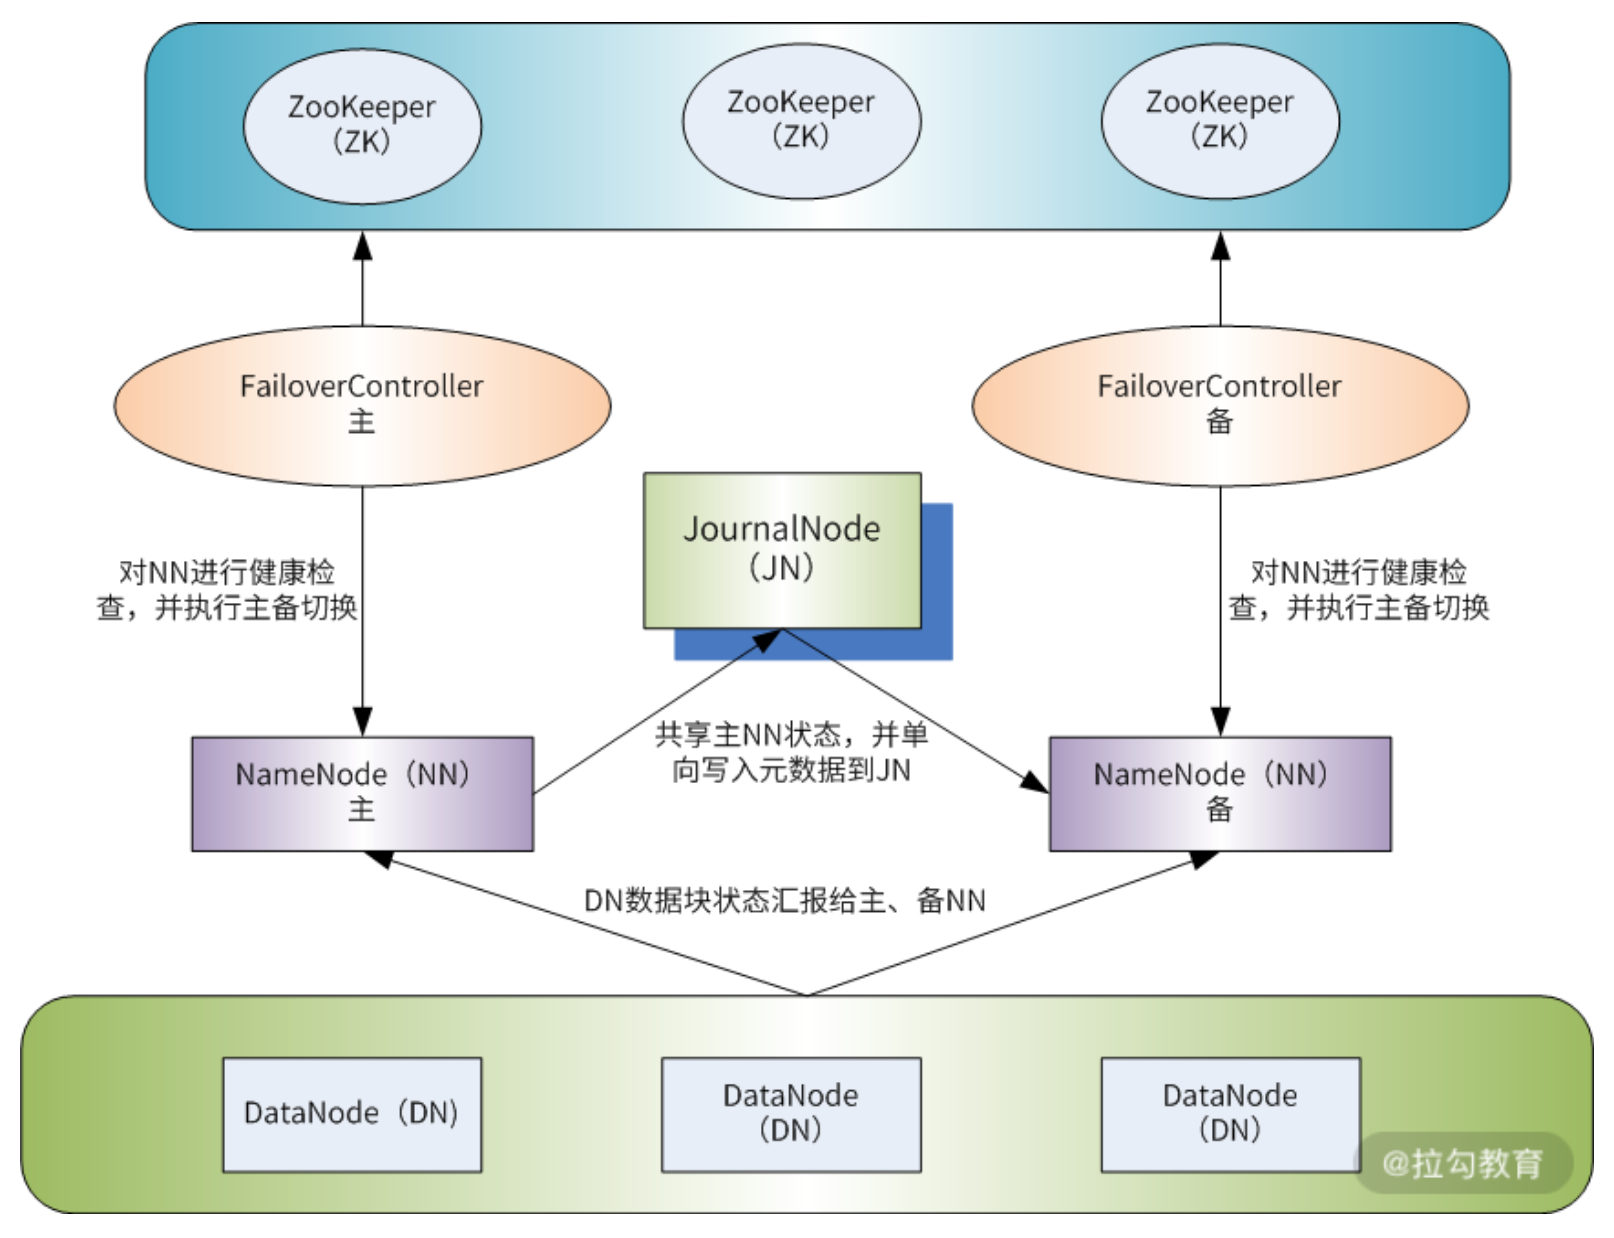 ZooKeeper
（ZK）
ZooKeeper
（ZK）
ZooKeeper
（ZK）
FailoverController
主
FailoverController
备
JournalNode
（JN）
对NN进行健康检
查，并执行主备切换
对NN进行健康检
查，并执行主备切换
共享主NN状态，并单
向写入元数据到JN
NameNode（NN）
主
NameNode（NN）
备
DN数据块状态汇报给主、备NN
DataNode（DN)
DataNode
（DN）
DataNode
（DN）
@拉勾教育